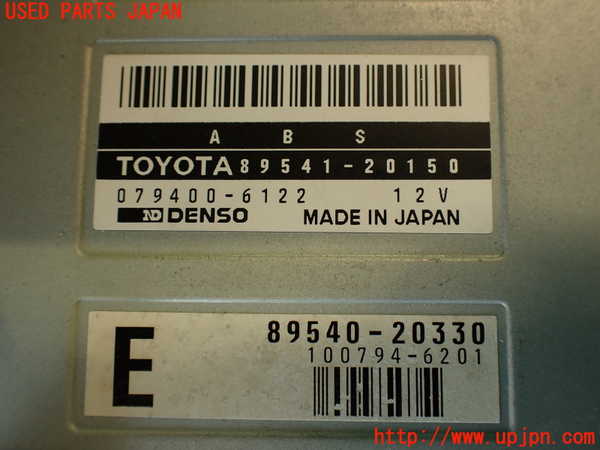 USED PARTS JAPAN
A B S
TOYOTA 89541-20150
079400-6122 12V
ND DENSO MADE IN JAPAN
E
89540-20330
100794-6201
http://www.upjpn.com/